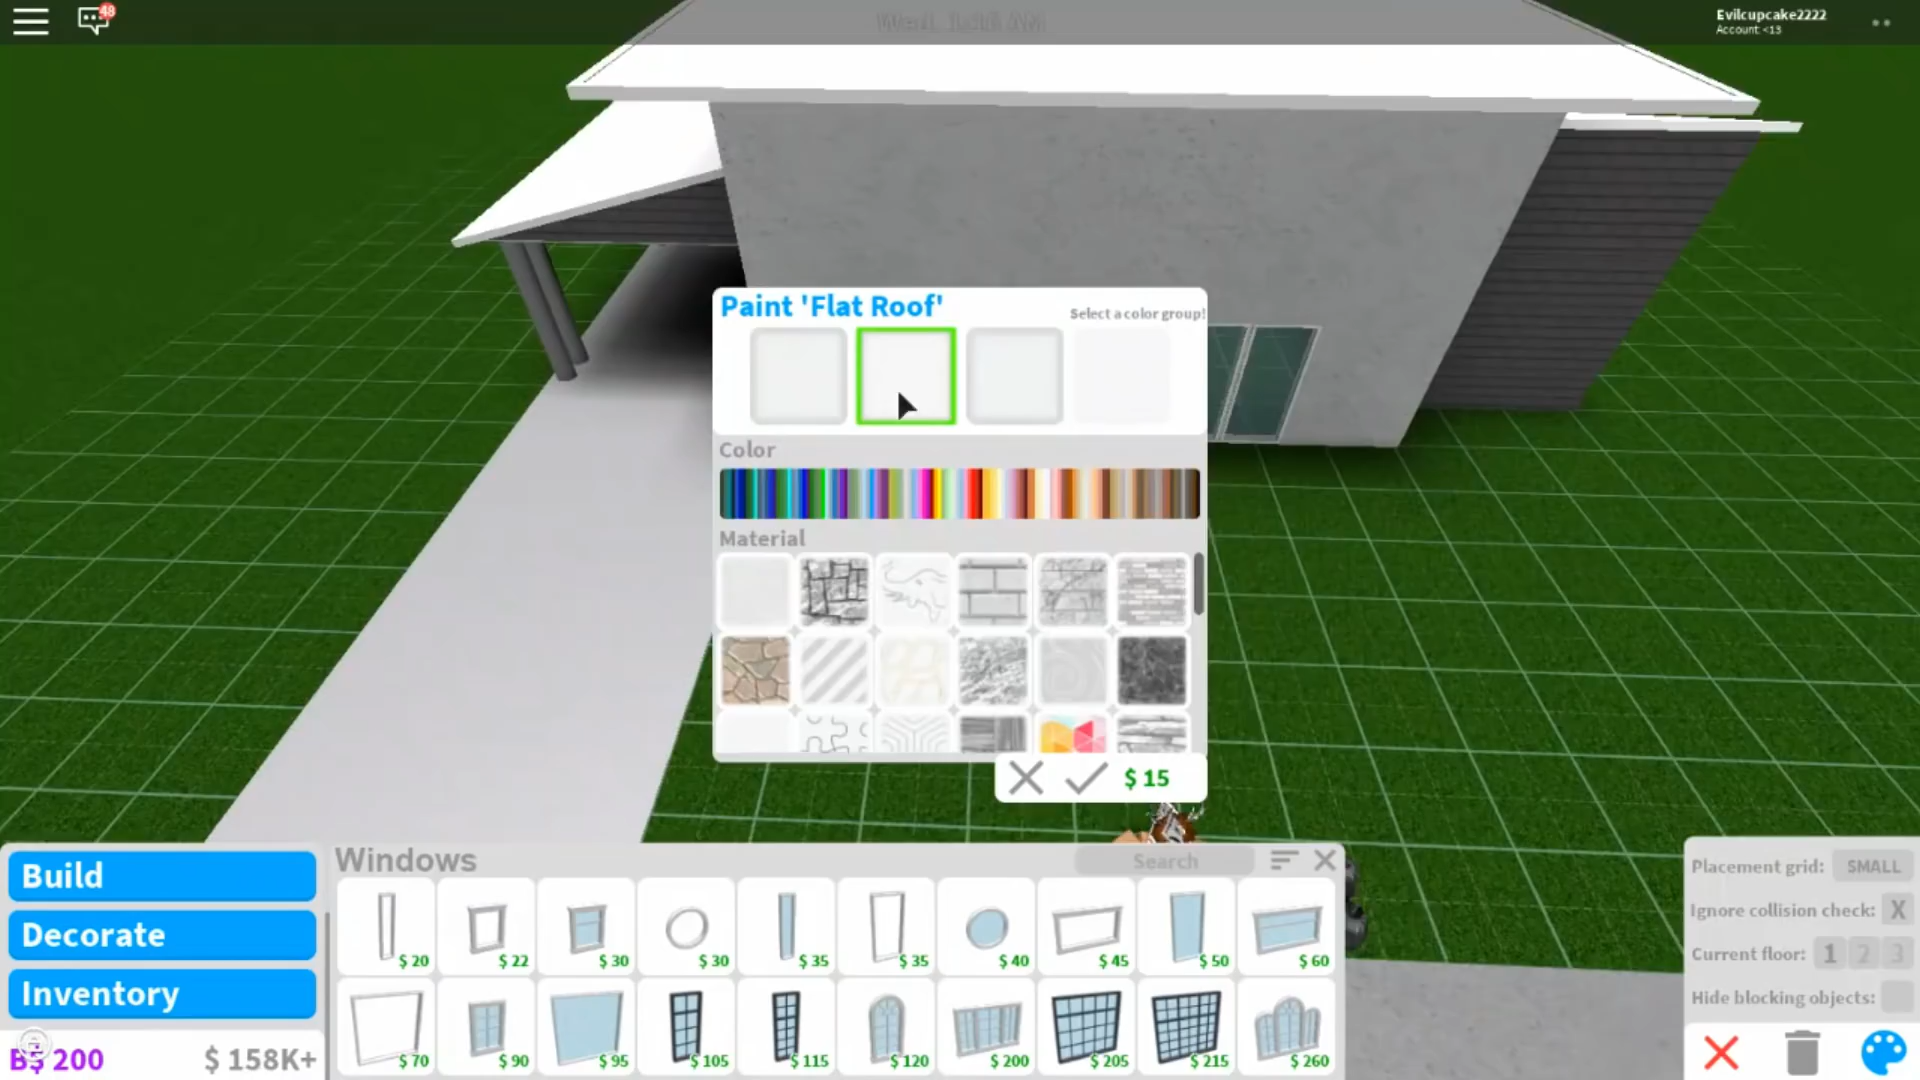 48
Evilcupcake2222
Account: <13
Paint 'Flat Roof'
Select a color group!
Color
Material
$ 15
Build
Decorate
Inventory
B$ 200
$ 158K+
Windows
Search
$ 20
$ 22
$ 30
$ 30
$ 35
$ 35
$ 40
$ 45
$ 50
$ 60
$ 70
$ 90
$ 95
$ 105
$ 115
$ 120
$ 200
$ 205
$ 215
$ 260
Placement grid: SMALL
Ignore collision check: X
Current floor: 1 2 3
Hide blocking objects: